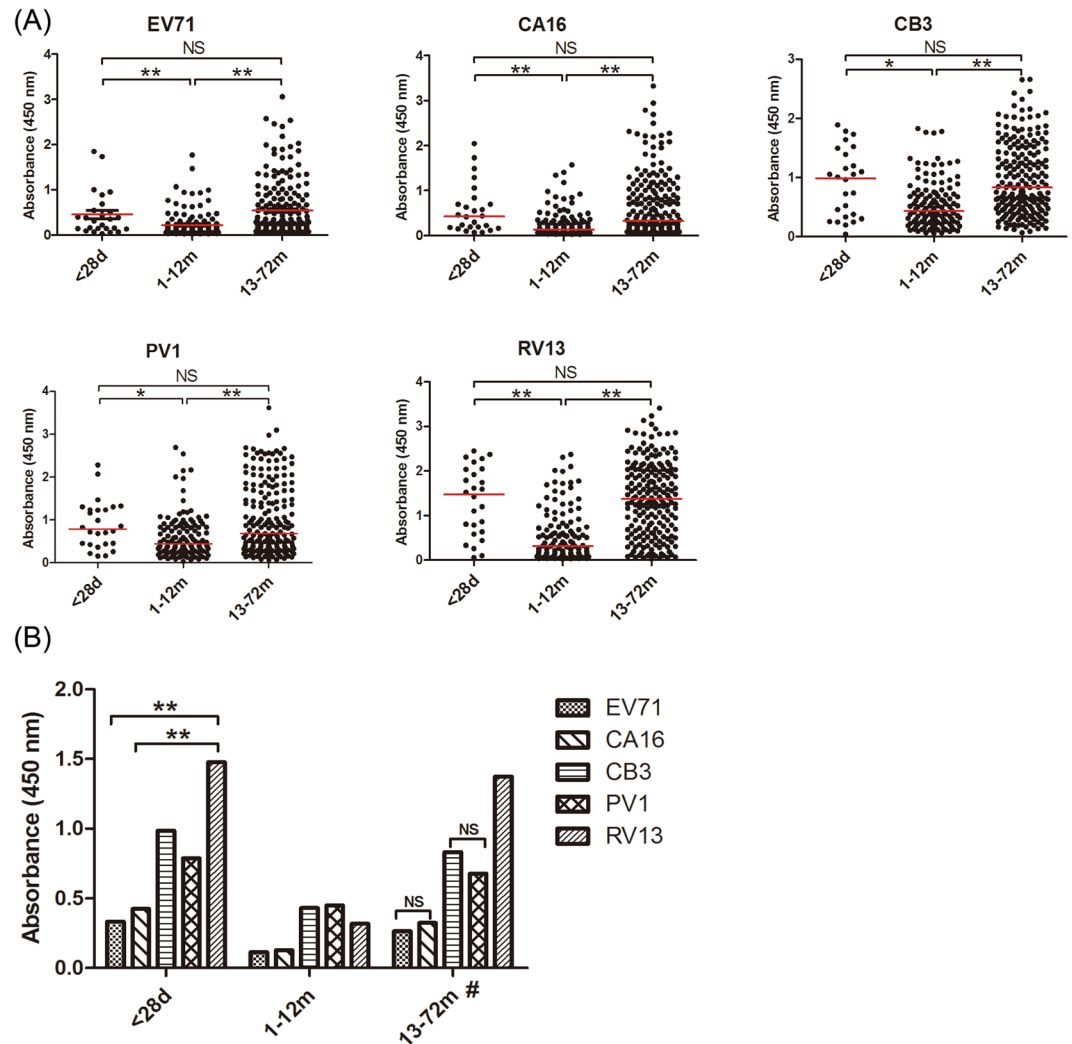 (A)
EV71
NS
** **
Absorbance (450 nm)
4
3
2
1
0
<28d
1-12m
13-72m
CA16
NS
** **
Absorbance (450 nm)
4
3
2
1
0
<28d
1-12m
13-72m
CB3
NS
* **
Absorbance (450 nm)
3
2
1
0
<28d
1-12m
13-72m
PV1
NS
* **
Absorbance (450 nm)
4
3
2
1
0
<28d
1-12m
13-72m
RV13
NS
** **
Absorbance (450 nm)
4
3
2
1
0
<28d
1-12m
13-72m
(B)
Absorbance (450 nm)
2.0
1.5
1.0
0.5
0.0
**
**
NS
NS
<28d
1-12m
13-72m #
EV71
CA16
CB3
PV1
RV13